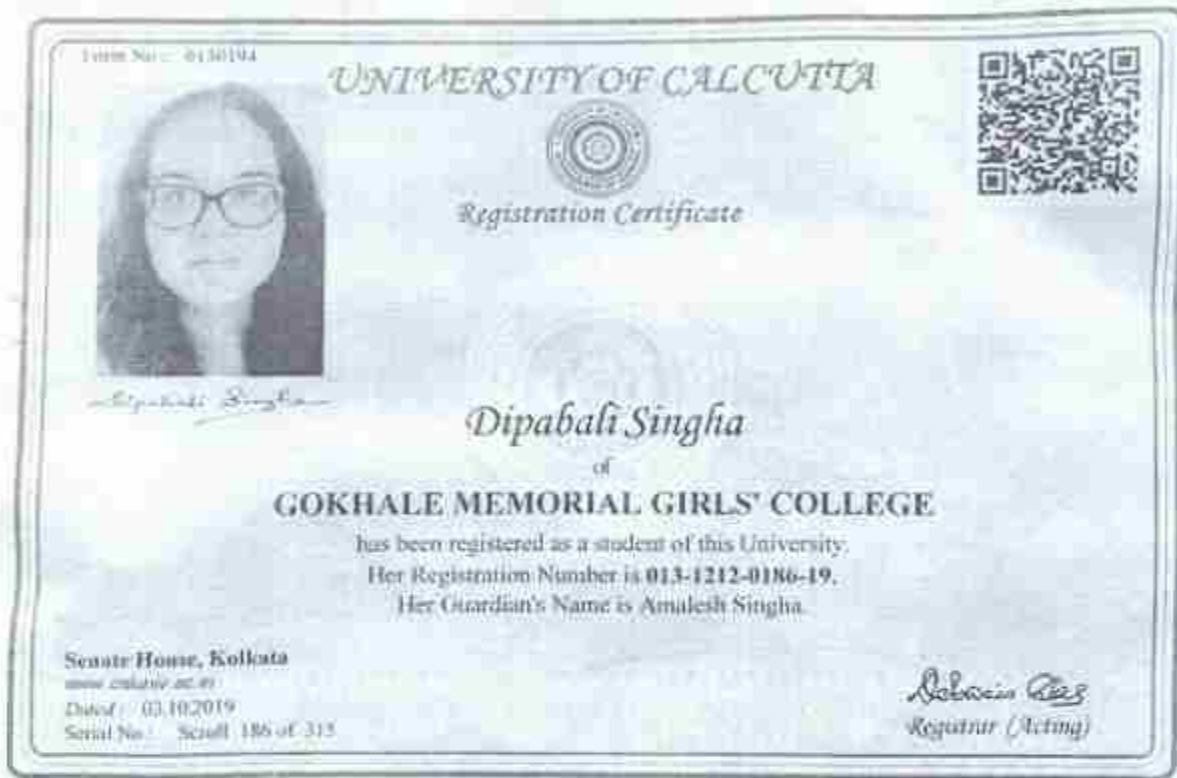 Form No : 0130194
UNIVERSITY OF CALCUTTA
Registration Certificate
Dipabali Singha
Dipabali Singha
of
GOKHALE MEMORIAL GIRLS' COLLEGE
has been registered as a student of this University.
Her Registration Number is 013-1212-0186-19.
Her Guardian's Name is Amalesh Singha.
Senate House, Kolkata
Dated : 03.10.2019
Serial No : Scroll 186 of 315
Registrar (Acting)